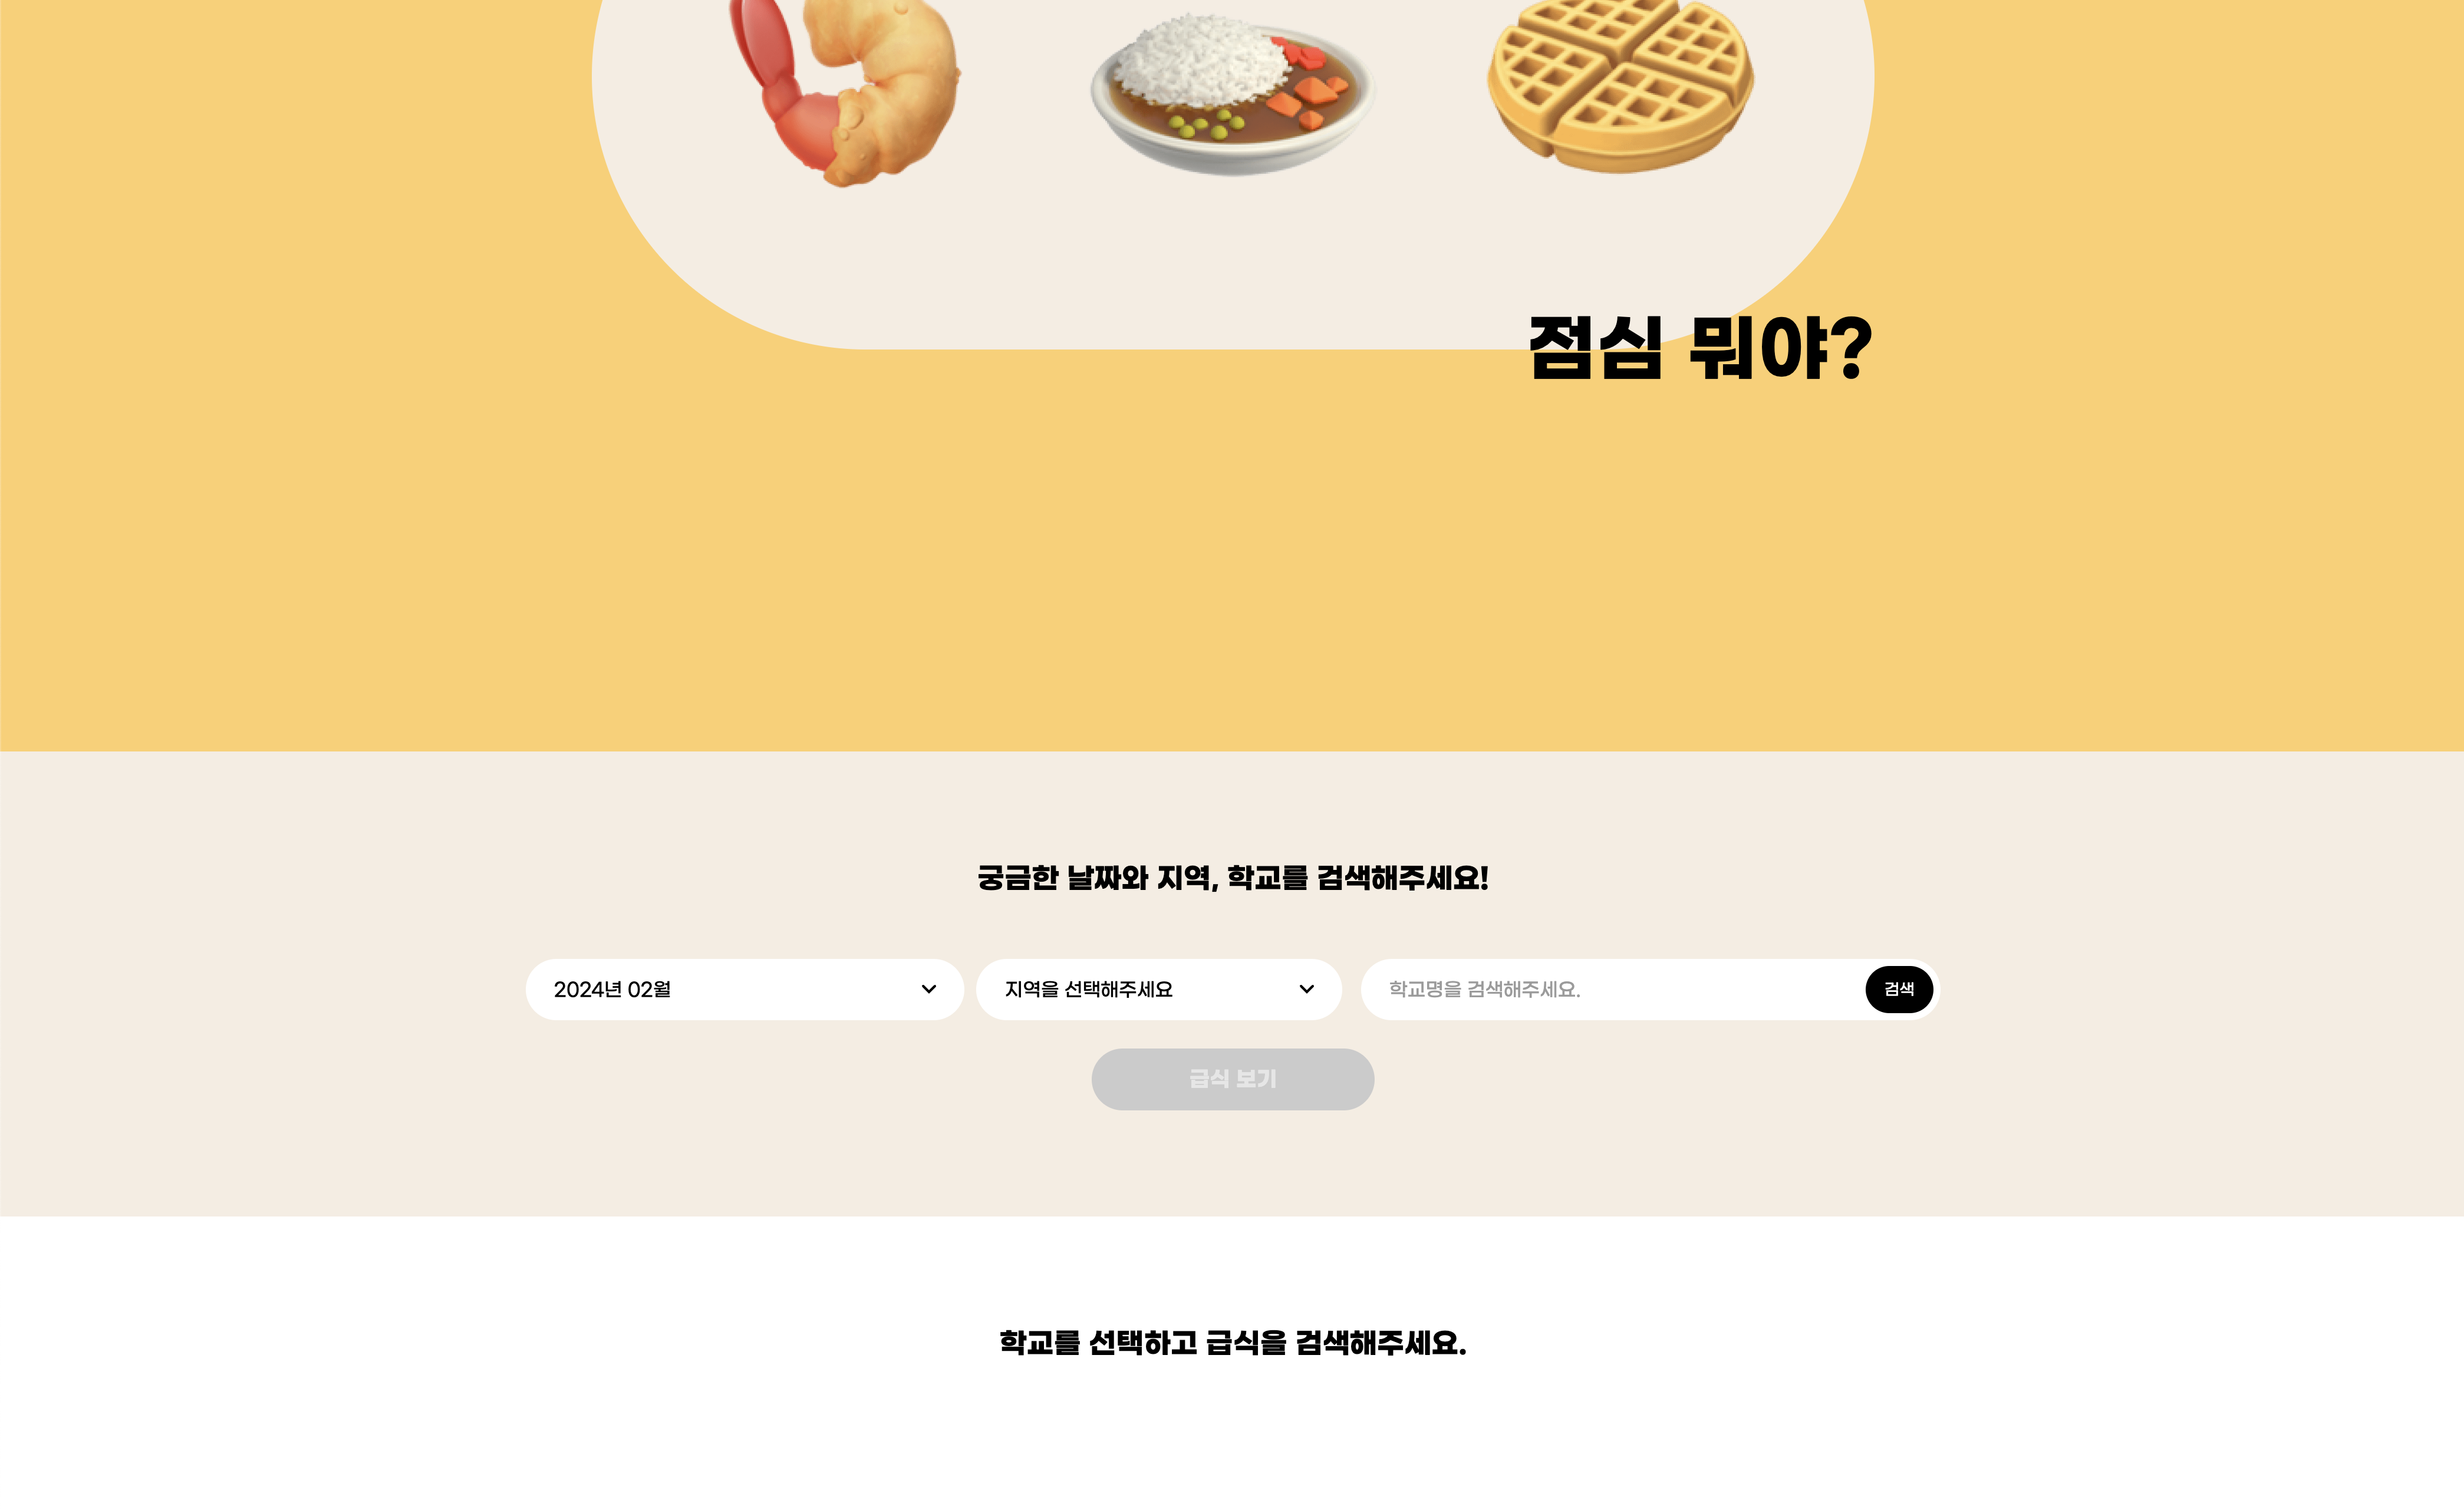 점심 뭐야?
궁금한 날짜와 지역, 학교를 검색해주세요!
2024년 02월
지역을 선택해주세요
학교명을 검색해주세요.
검색
급식 보기
학교를 선택하고 급식을 검색해주세요.